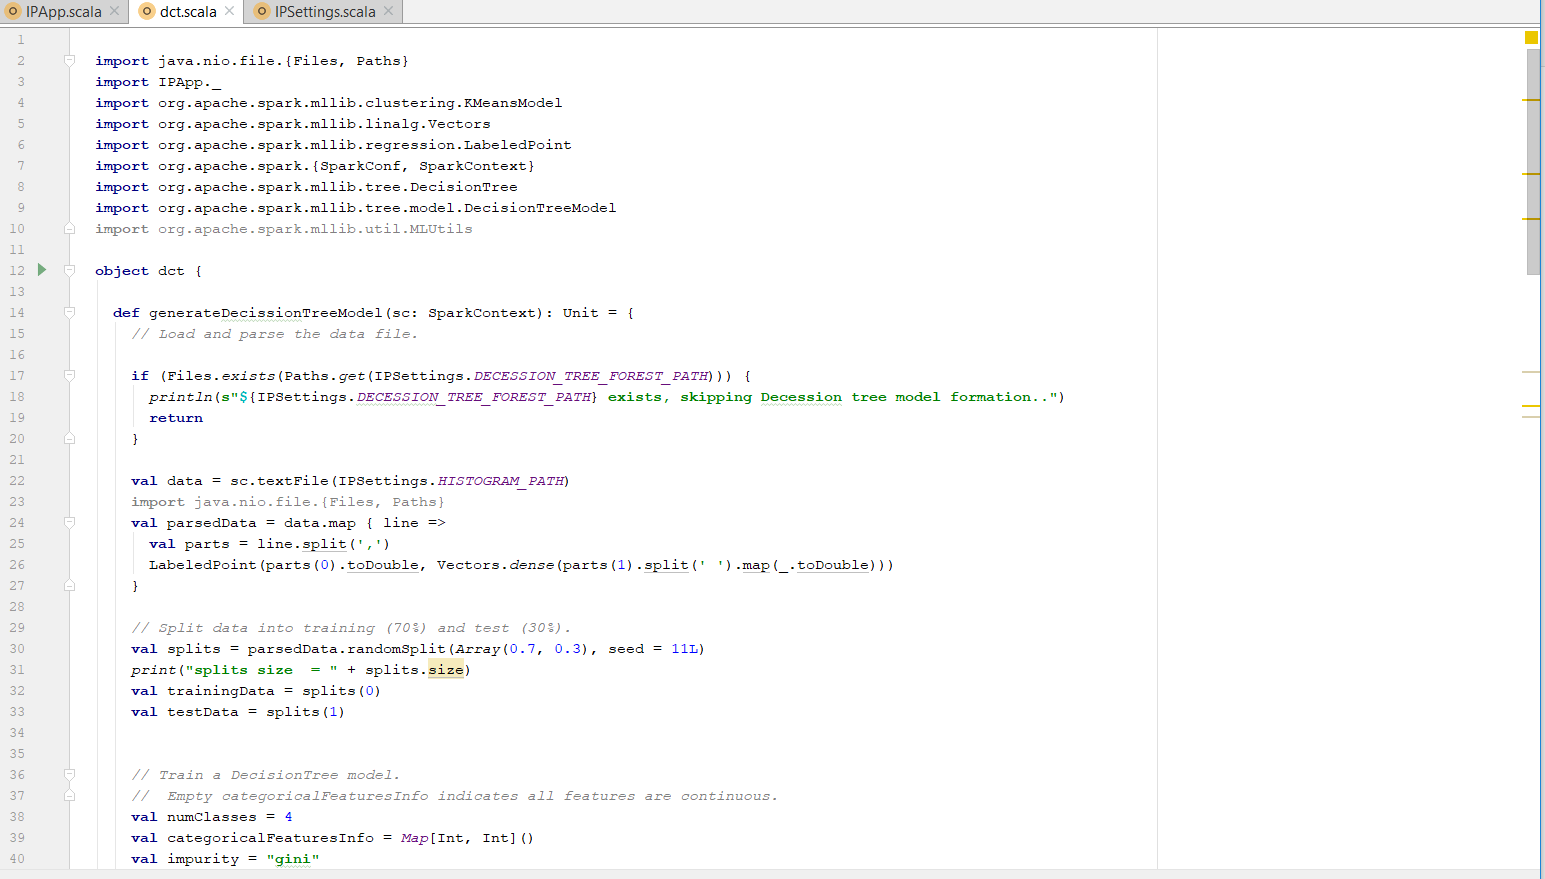 IPApp.scala dct.scala IPSettings.scala
1
2 import java.nio.file.{Files, Paths}
3 import IPApp._
4 import org.apache.spark.mllib.clustering.KMeansModel
5 import org.apache.spark.mllib.linalg.Vectors
6 import org.apache.spark.mllib.regression.LabeledPoint
7 import org.apache.spark.{SparkConf, SparkContext}
8 import org.apache.spark.mllib.tree.DecisionTree
9 import org.apache.spark.mllib.tree.model.DecisionTreeModel
10 import org.apache.spark.mllib.util.MLUtils
11
12 object dct {
13
14 def generateDecissionTreeModel(sc: SparkContext): Unit = {
15 // Load and parse the data file.
16
17 if (Files.exists(Paths.get(IPSettings.DECESSION_TREE_FOREST_PATH))) {
18 println(s"${IPSettings.DECESSION_TREE_FOREST_PATH} exists, skipping Decession tree model formation..")
19 return
20 }
21
22 val data = sc.textFile(IPSettings.HISTOGRAM_PATH)
23 import java.nio.file.{Files, Paths}
24 val parsedData = data.map { line =>
25 val parts = line.split(',')
26 LabeledPoint(parts(0).toDouble, Vectors.dense(parts(1).split(' ').map(_.toDouble)))
27 }
28
29 // Split data into training (70%) and test (30%).
30 val splits = parsedData.randomSplit(Array(0.7, 0.3), seed = 11L)
31 print("splits size  = " + splits.size)
32 val trainingData = splits(0)
33 val testData = splits(1)
34
35
36 // Train a DecisionTree model.
37 //  Empty categoricalFeaturesInfo indicates all features are continuous.
38 val numClasses = 4
39 val categoricalFeaturesInfo = Map[Int, Int]()
40 val impurity = "gini"